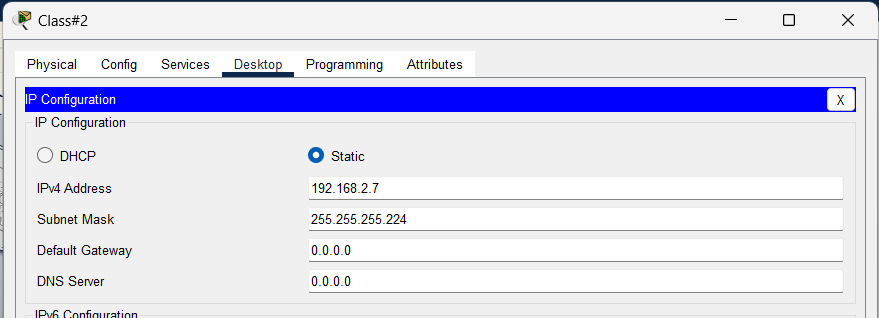 Class#2
Physical Config Services Desktop Programming Attributes
IP Configuration X
IP Configuration
DHCP Static
IPv4 Address 192.168.2.7
Subnet Mask 255.255.255.224
Default Gateway 0.0.0.0
DNS Server 0.0.0.0
IPv6 Configuration